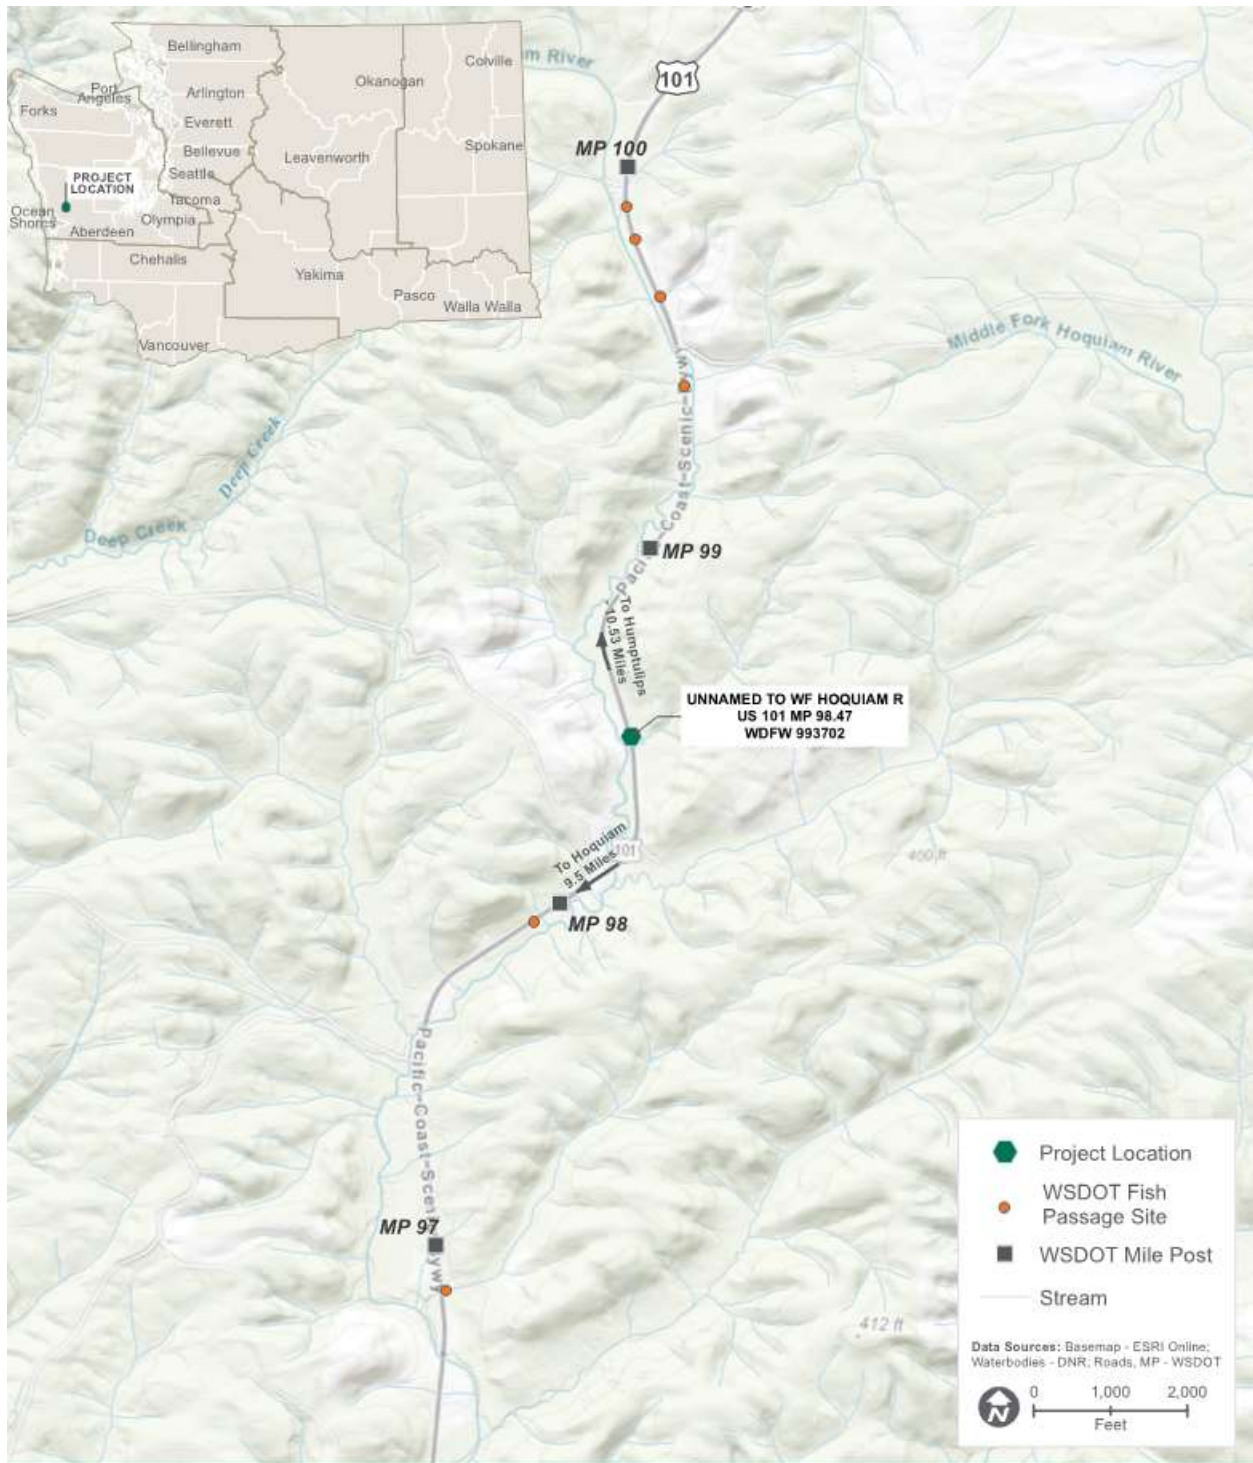 Bellingham
Colville
Okanogan
Port
Angeles
Arlington
Forks
Everett
Bellevue
Leavenworth
Spokane
Seattle
PROJECT
LOCATION
Tacoma
Ocean
Shores
Olympia
Aberdeen
Chehalis
Yakima
Pasco
Walla Walla
Vancouver
am River
101
MP 100
Middle Fork Hoquiam River
Deep Creek
Deep Creek
Coast-Scenic-Hwy
MP 99
Paci
To Humptulips
10.53 Miles
UNNAMED TO WF HOQUIAM R
US 101 MP 98.47
WDFW 993702
To Hoquiam
9.5 Miles
101
400 ft
MP 98
Pacific-Coast-Sceni
MP 97
ywy
412 ft
Project Location
WSDOT Fish
Passage Site
WSDOT Mile Post
Stream
Data Sources: Basemap - ESRI Online;
Waterbodies - DNR; Roads, MP - WSDOT
N
0 1,000 2,000
Feet